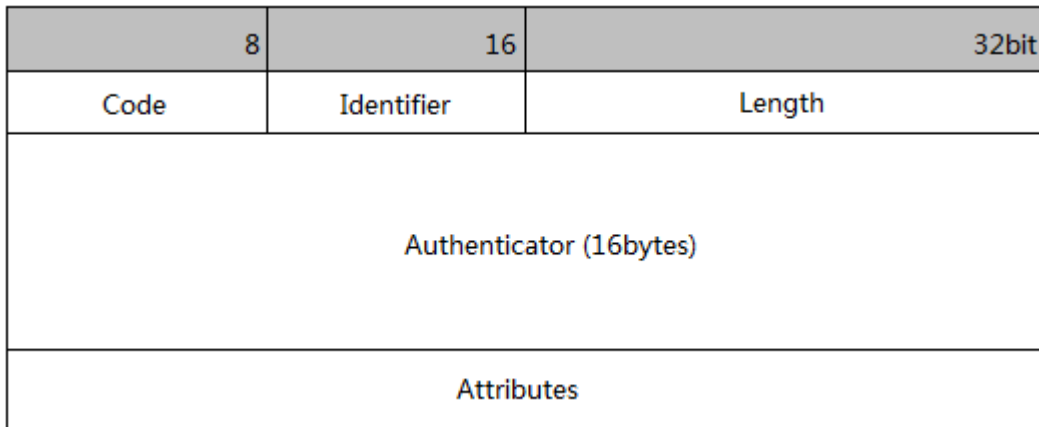 8 16 32bit
Code Identifier Length
Authenticator (16bytes)
Attributes